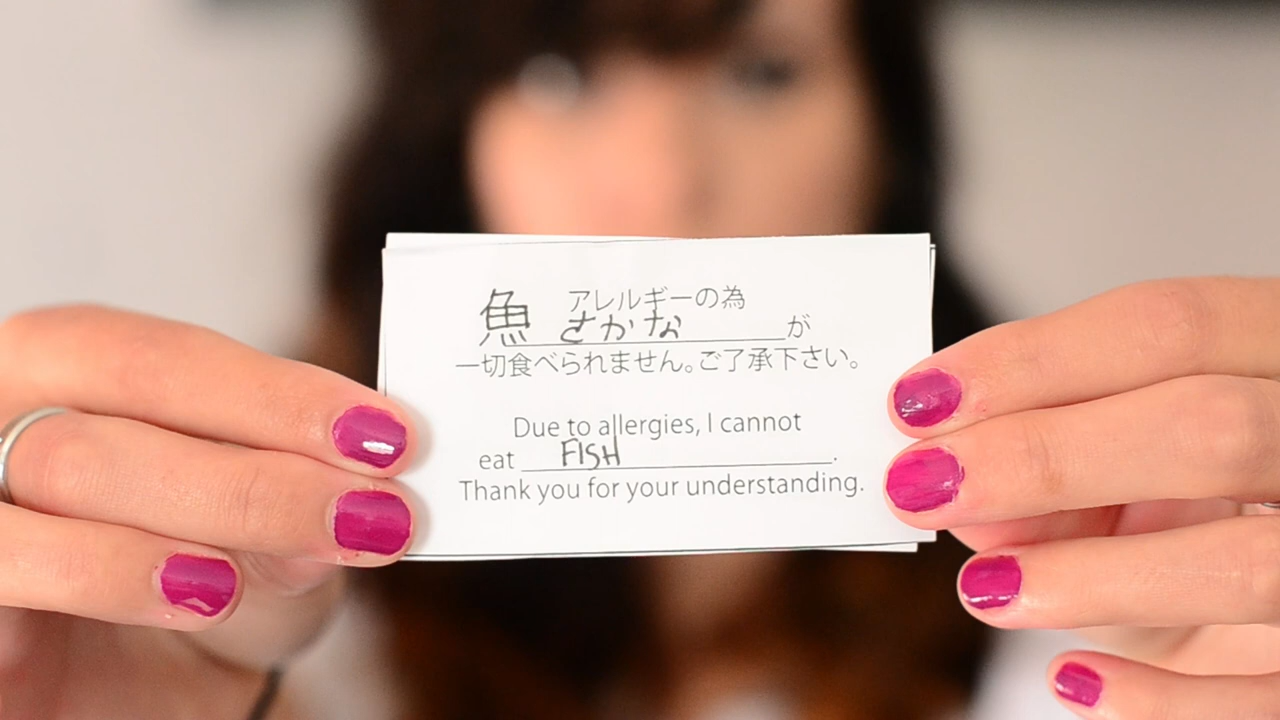 アレルギーの為
魚 さかなが
一切食べられません。ご了承下さい。
Due to allergies, I cannot
eat FISH.
Thank you for your understanding.